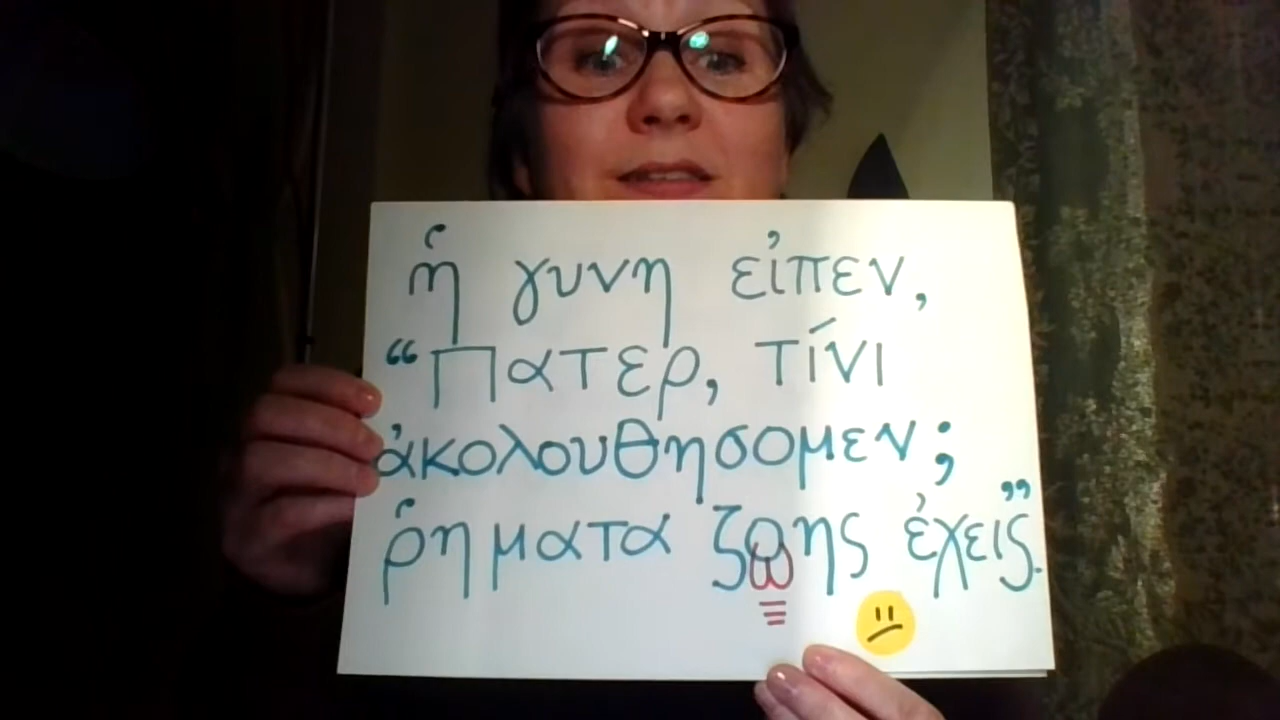 ἡ γυνη εἰπεν,
“Πατερ, τίνι
ἀκολουθησομεν;
ῥηματα ζωης ἐχεις.”